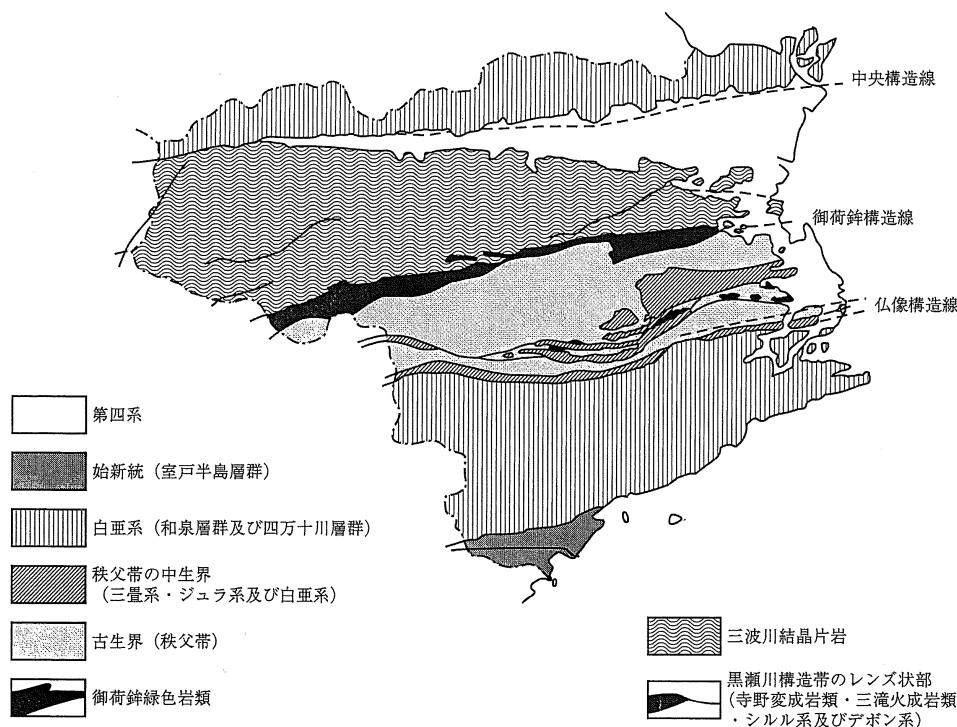 中央構造線
御荷鉾構造線
仏像構造線
第四系
始新統（室戸半島層群）
白亜系（和泉層群及び四万十川層群）
秩父帯の中生界
（三畳系・ジュラ系及び白亜系）
古生界（秩父帯）
御荷鉾緑色岩類
三波川結晶片岩
黒瀬川構造帯のレンズ状部
（寺野変成岩類・三滝火成岩類
・シルル系及びデボン系）